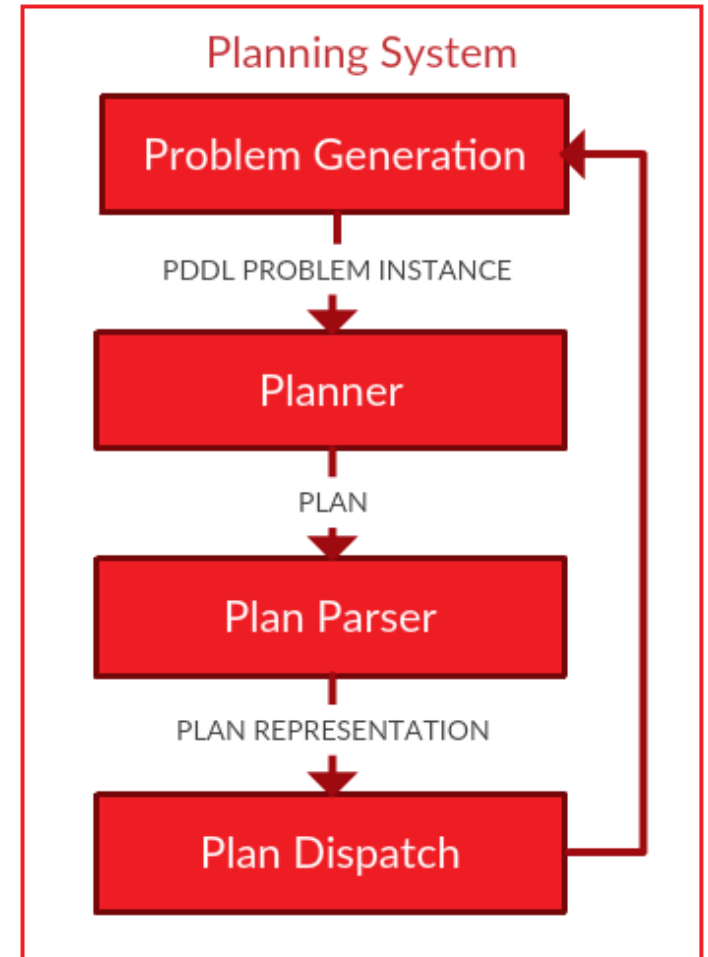 Planning System
Problem Generation
PDDL PROBLEM INSTANCE
Planner
PLAN
Plan Parser
PLAN REPRESENTATION
Plan Dispatch